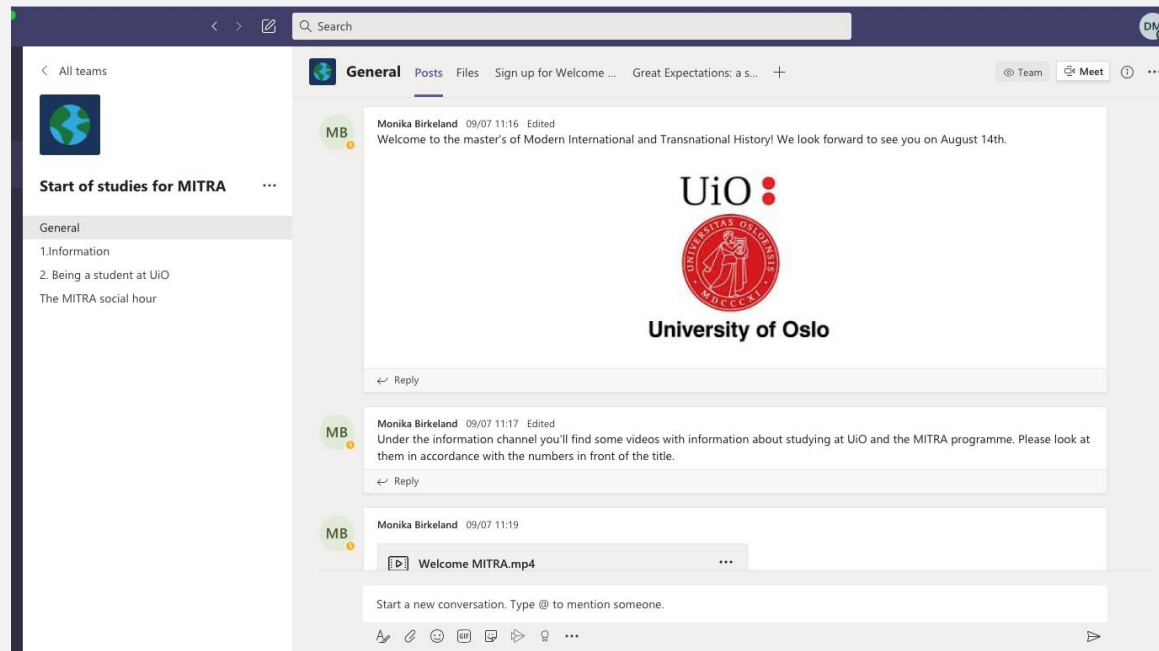 Search
DM
All teams
Start of studies for MITRA
General
1.Information
2. Being a student at UiO
The MITRA social hour
General Posts Files Sign up for Welcome ... Great Expectations: a s...
Team Meet
MB
Monika Birkeland 09/07 11:16 Edited
Welcome to the master's of Modern International and Transnational History! We look forward to see you on August 14th.
UiO:
UNIVERSITAS OSLOENSIS
MDCCCXI
University of Oslo
Reply
MB
Monika Birkeland 09/07 11:17 Edited
Under the information channel you'll find some videos with information about studying at UiO and the MITRA programme. Please look at
them in accordance with the numbers in front of the title.
Reply
MB
Monika Birkeland 09/07 11:19
Welcome MITRA.mp4
Start a new conversation. Type @ to mention someone.
GIF